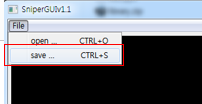 SniperGUIv1.1
File
open ... CTRL+O
save ... CTRL+S